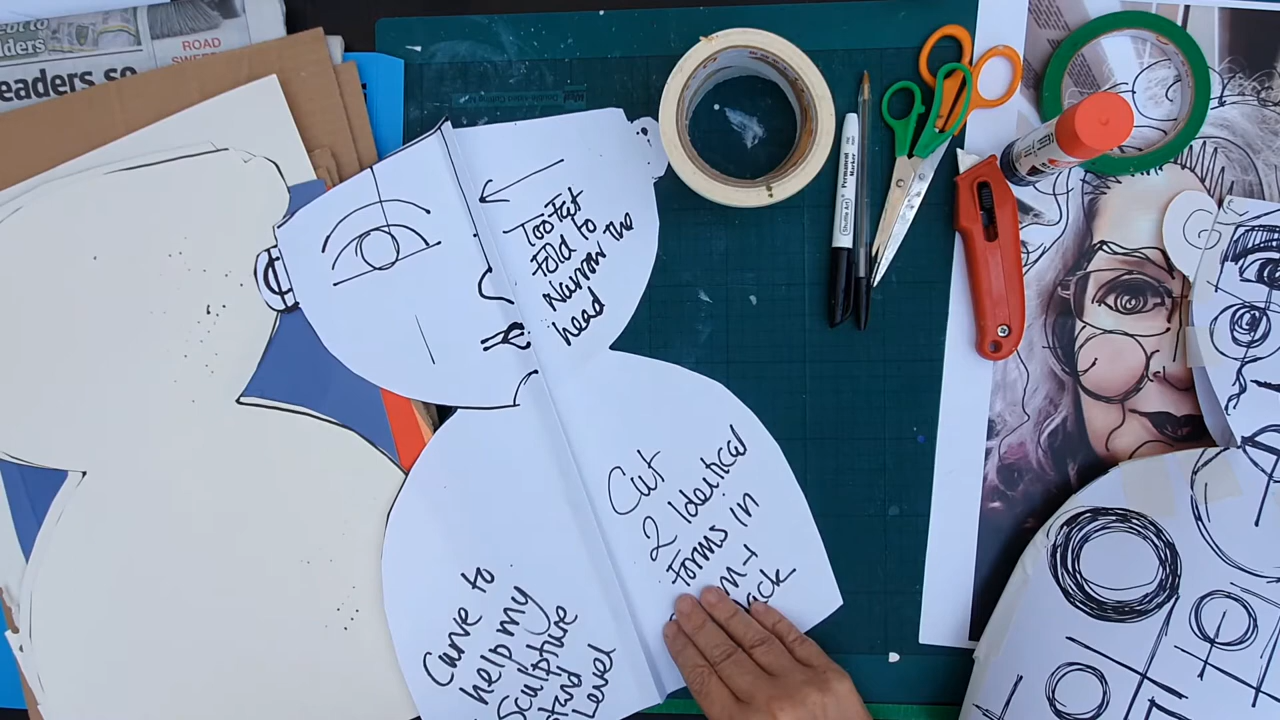 ROAD
eaders so
Too Fat
Fold to
Narrow The
head
Cut
2 Identical
Forms in
Curve to
help my
Sculpture
Level
Permanent
Marker